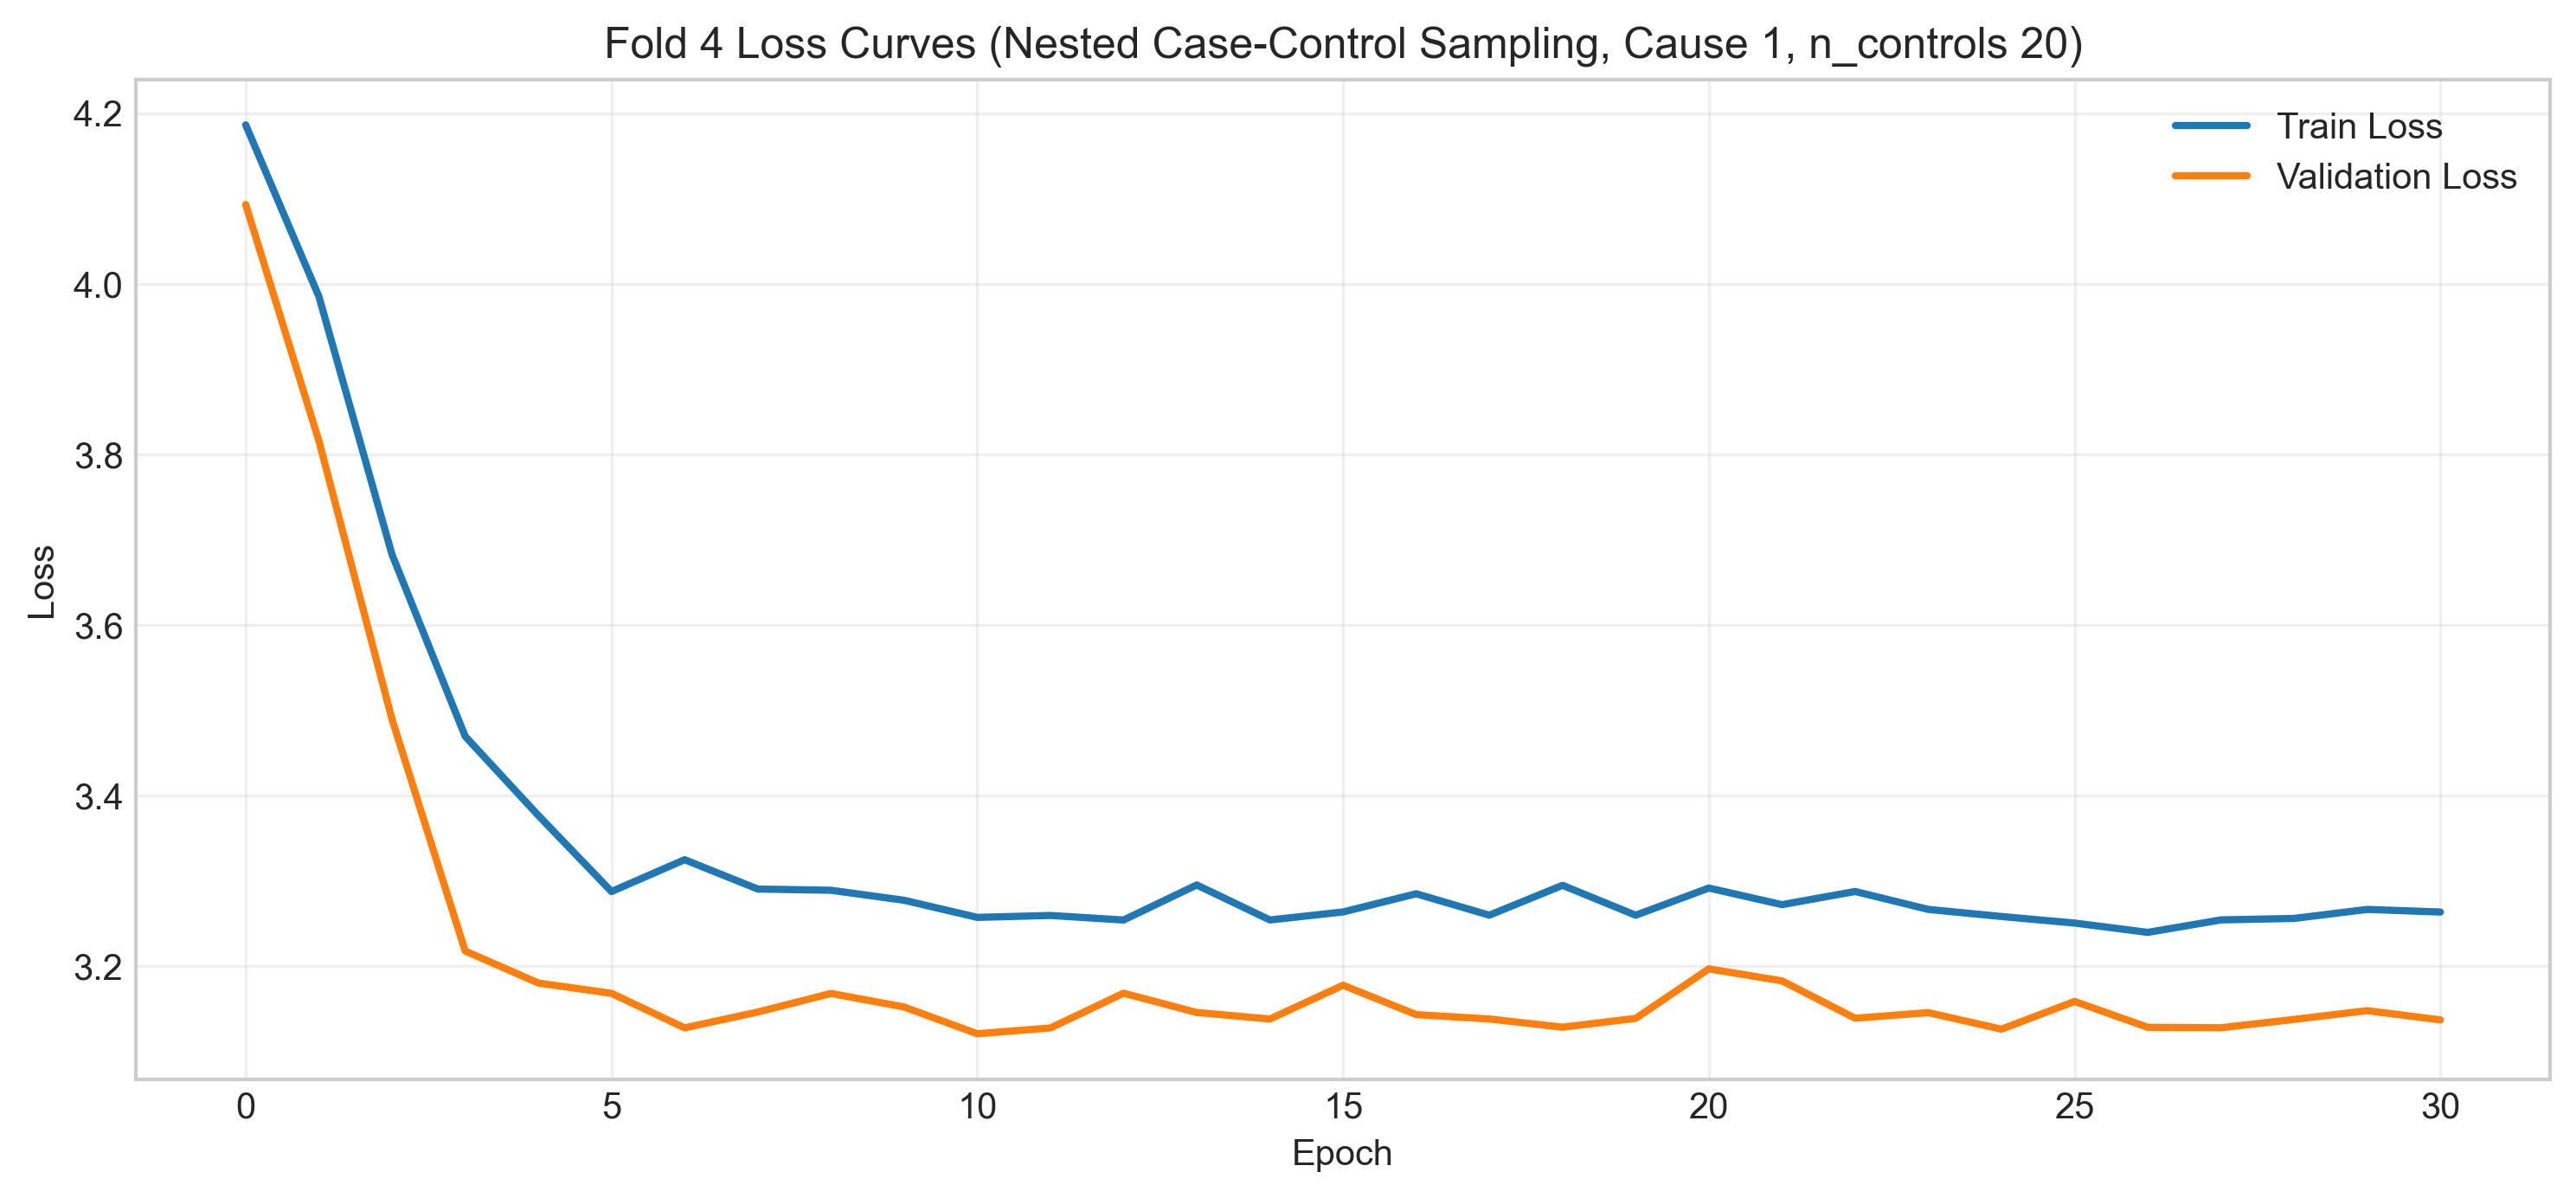 Fold 4 Loss Curves (Nested Case-Control Sampling, Cause 1, n_controls 20)
Train Loss
Validation Loss
4.2
4.0
3.8
3.6
3.4
3.2
Loss
0 5 10 15 20 25 30
Epoch